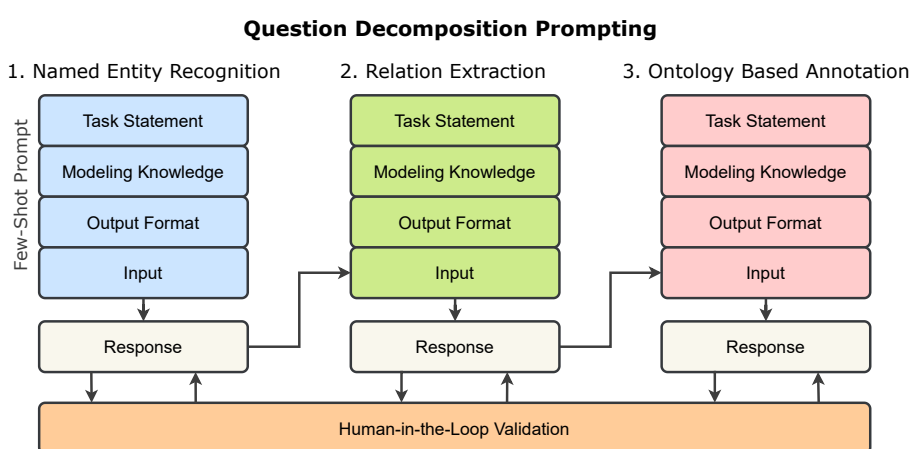 Question Decomposition Prompting
1. Named Entity Recognition
2. Relation Extraction
3. Ontology Based Annotation
Few-Shot Prompt
Task Statement
Modeling Knowledge
Output Format
Input
Response
Task Statement
Modeling Knowledge
Output Format
Input
Response
Task Statement
Modeling Knowledge
Output Format
Input
Response
Human-in-the-Loop Validation